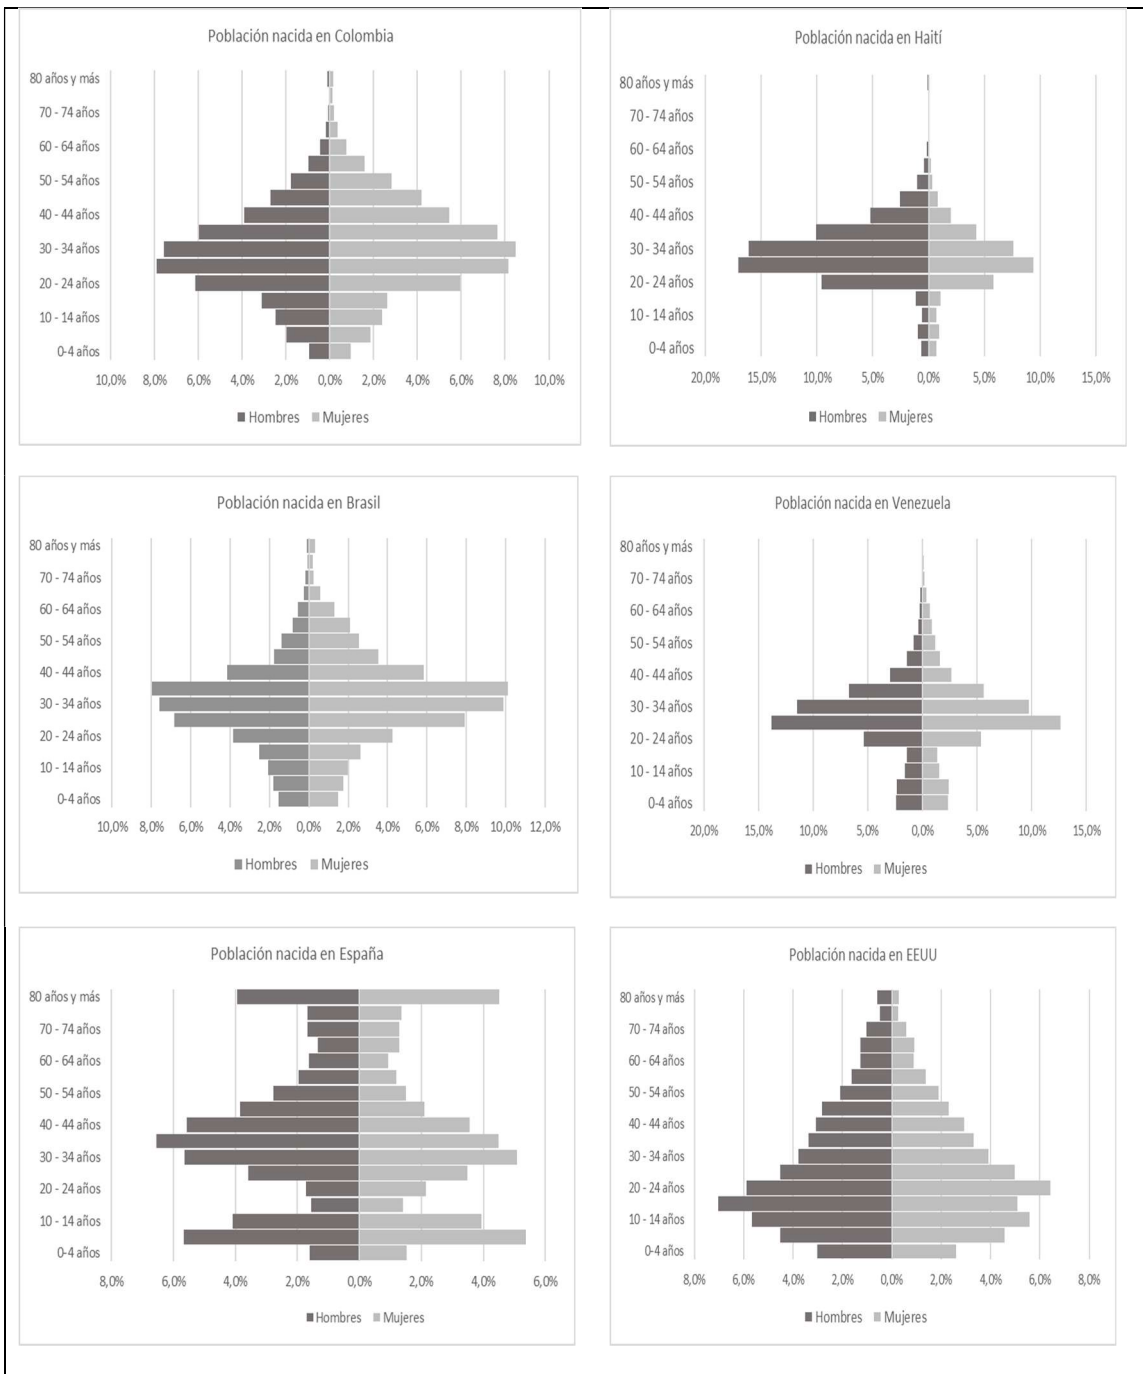 Población nacida en Colombia
80 años y más
70 - 74 años
60 - 64 años
50 - 54 años
40 - 44 años
30 - 34 años
20 - 24 años
10 - 14 años
0-4 años
10,0% 8,0% 6,0% 4,0% 2,0% 0,0% 2,0% 4,0% 6,0% 8,0% 10,0%
Hombres Mujeres
Población nacida en Haití
80 años y más
70 - 74 años
60 - 64 años
50 - 54 años
40 - 44 años
30 - 34 años
20 - 24 años
10 - 14 años
0-4 años
20,0% 15,0% 10,0% 5,0% 0,0% 5,0% 10,0% 15,0%
Hombres Mujeres
Población nacida en Brasil
80 años y más
70 - 74 años
60 - 64 años
50 - 54 años
40 - 44 años
30 - 34 años
20 - 24 años
10 - 14 años
0-4 años
10,0% 8,0% 6,0% 4,0% 2,0% 0,0% 2,0% 4,0% 6,0% 8,0% 10,0% 12,0%
Hombres Mujeres
Población nacida en Venezuela
80 años y más
70 - 74 años
60 - 64 años
50 - 54 años
40 - 44 años
30 - 34 años
20 - 24 años
10 - 14 años
0-4 años
20,0% 15,0% 10,0% 5,0% 0,0% 5,0% 10,0% 15,0%
Hombres Mujeres
Población nacida en España
80 años y más
70 - 74 años
60 - 64 años
50 - 54 años
40 - 44 años
30 - 34 años
20 - 24 años
10 - 14 años
0-4 años
8,0% 6,0% 4,0% 2,0% 0,0% 2,0% 4,0% 6,0%
Hombres Mujeres
Población nacida en EEUU
80 años y más
70 - 74 años
60 - 64 años
50 - 54 años
40 - 44 años
30 - 34 años
20 - 24 años
10 - 14 años
0-4 años
8,0% 6,0% 4,0% 2,0% 0,0% 2,0% 4,0% 6,0% 8,0%
Hombres Mujeres